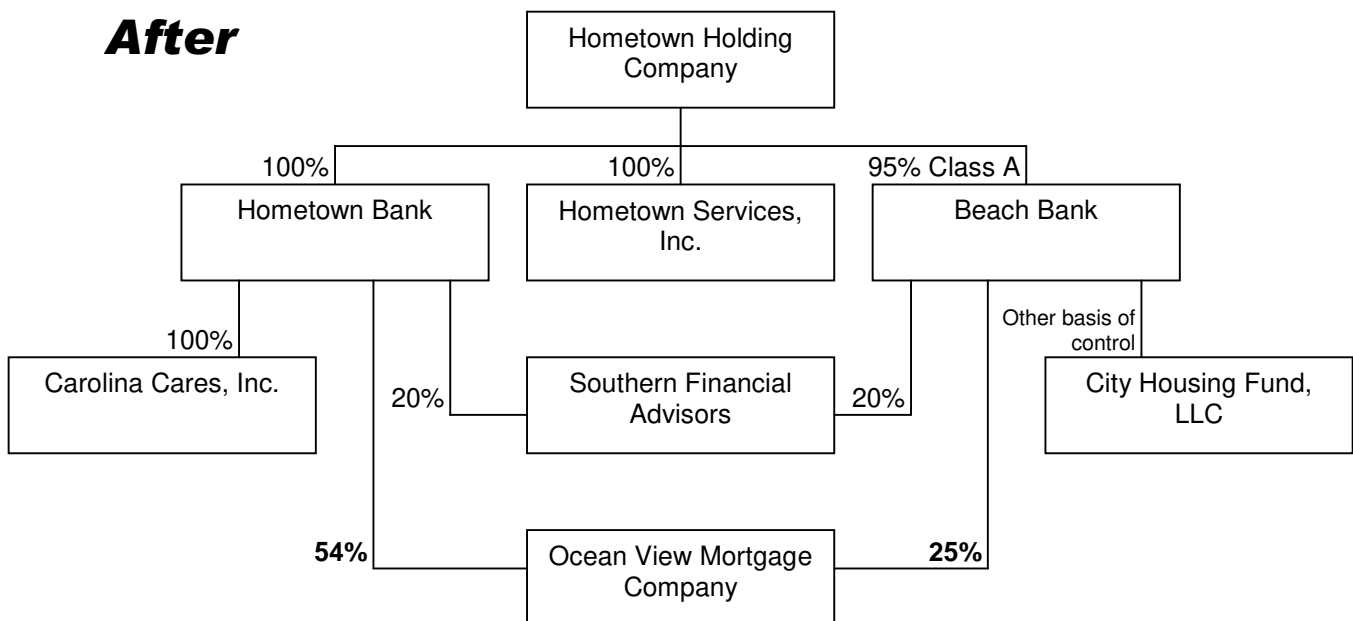 After
Hometown Holding
Company
100%
100%
95% Class A
Hometown Bank
Hometown Services,
Inc.
Beach Bank
Other basis of
control
100%
Carolina Cares, Inc.
20%
Southern Financial
Advisors
20%
City Housing Fund,
LLC
54%
Ocean View Mortgage
Company
25%